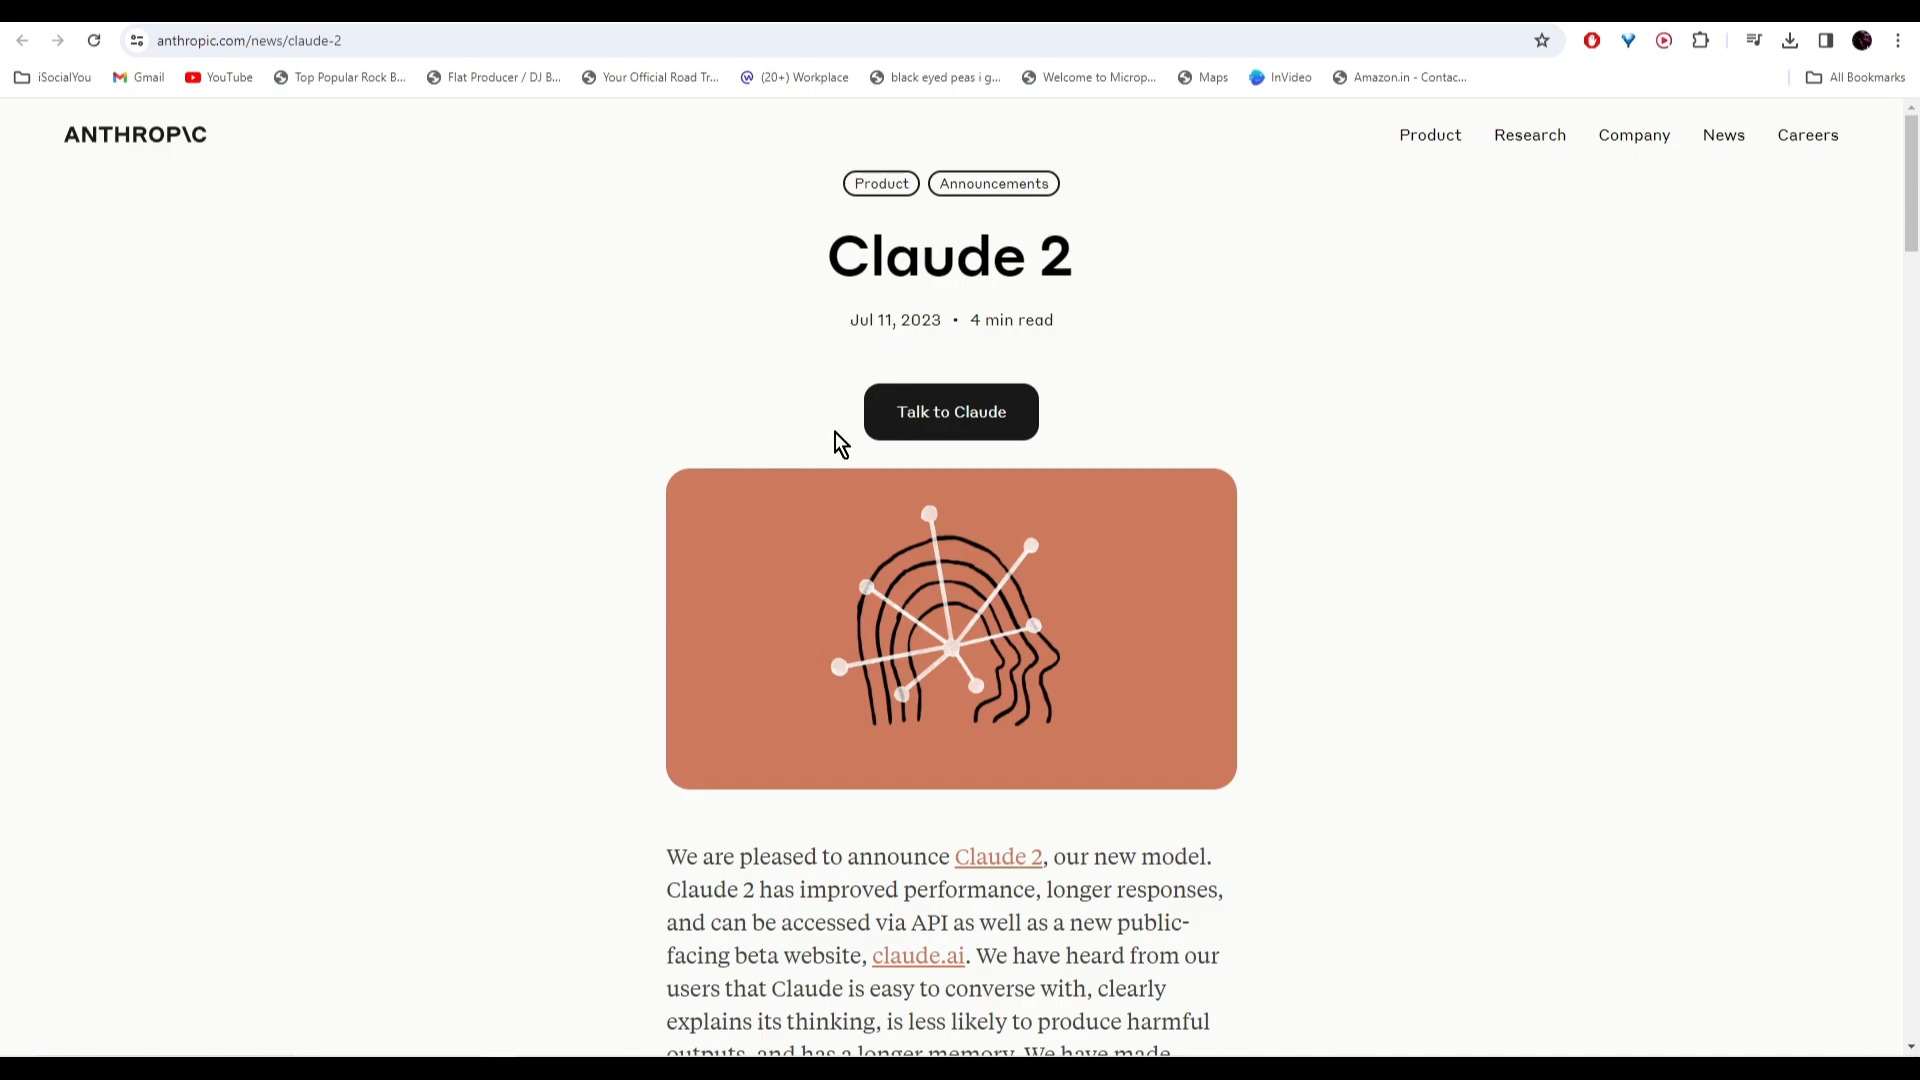 anthropic.com/news/claude-2
iSocialYou Gmail YouTube Top Popular Rock B... Flat Producer / DJ B... Your Official Road Tr... (20+) Workplace black eyed peas i g... Welcome to Microp... Maps InVideo Amazon.in - Contac... All Bookmarks
ANTHROP\C Product Research Company News Careers
Product Announcements
Claude 2
Jul 11, 2023 • 4 min read
Talk to Claude
We are pleased to announce Claude 2, our new model.
Claude 2 has improved performance, longer responses,
and can be accessed via API as well as a new public-
facing beta website, claude.ai. We have heard from our
users that Claude is easy to converse with, clearly
explains its thinking, is less likely to produce harmful
outputs, and has a longer memory. We have made